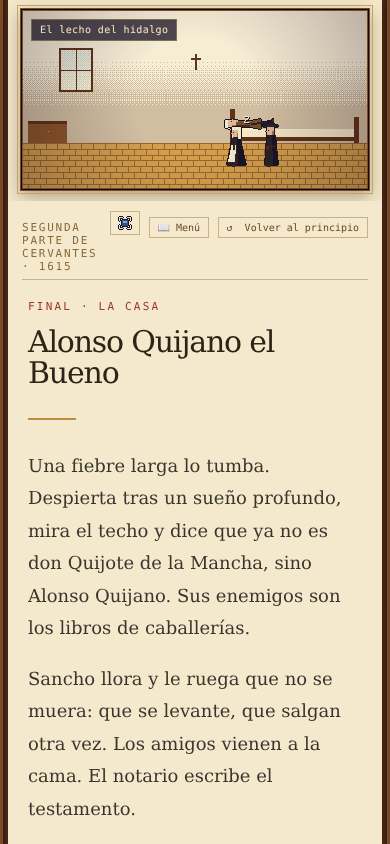 El lecho del hidalgo
z
SEGUNDA
PARTE DE
CERVANTES
· 1615
📖 Menú
↺ Volver al principio
FINAL · LA CASA
Alonso Quijano el
Bueno
Una fiebre larga lo tumba.
Despierta tras un sueño profundo,
mira el techo y dice que ya no es
don Quijote de la Mancha, sino
Alonso Quijano. Sus enemigos son
los libros de caballerías.
Sancho llora y le ruega que no se
muera: que se levante, que salgan
otra vez. Los amigos vienen a la
cama. El notario escribe el
testamento.